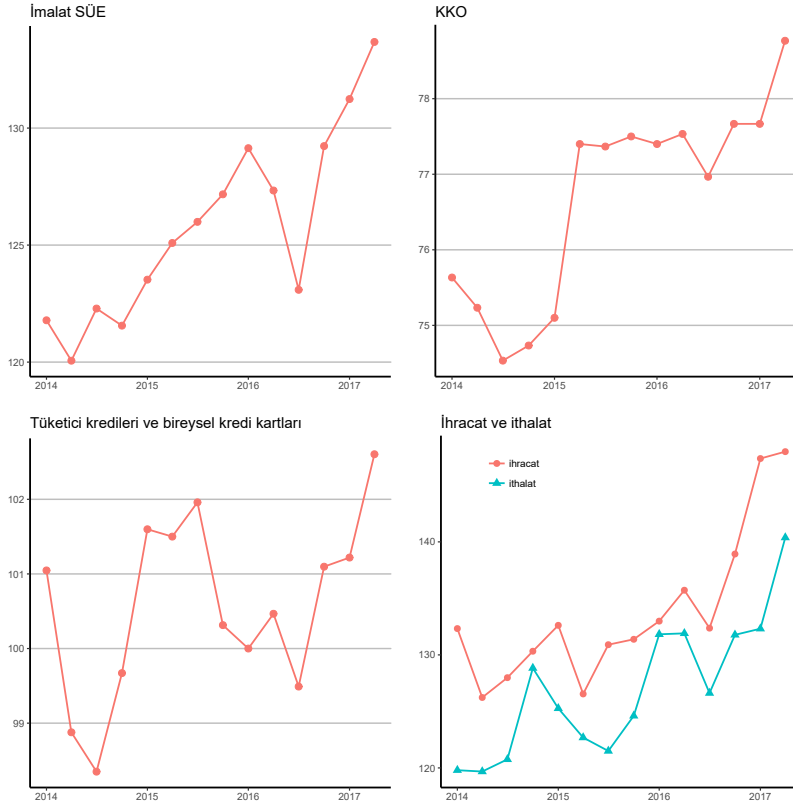 İmalat SÜE
130
125
120
2014 2015 2016 2017
KKO
78
77
76
75
2014 2015 2016 2017
Tüketici kredileri ve bireysel kredi kartları
102
101
100
99
2014 2015 2016 2017
İhracat ve ithalat
ihracat
ithalat
140
130
120
2014 2015 2016 2017